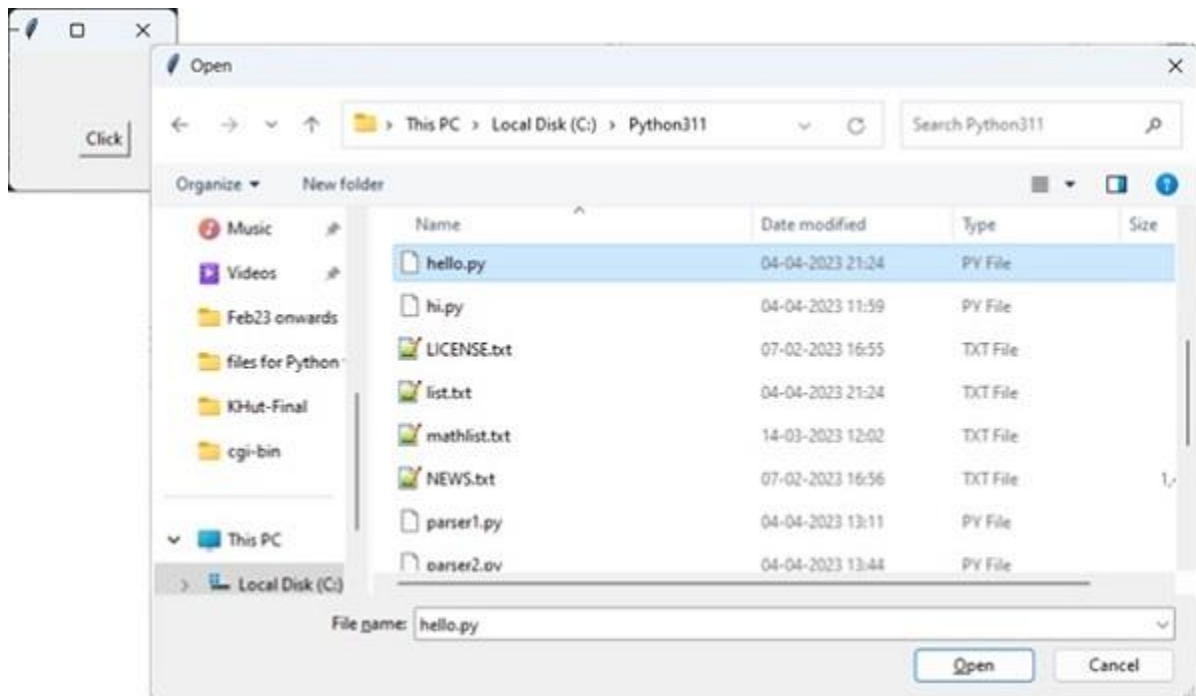 Click
Open
This PC > Local Disk (C:) > Python311
Search Python311
Organize
New folder
Name Date modified Type Size
Music
Videos
Feb23 onwards
files for Python
KHut-Final
cgi-bin
This PC
Local Disk (C:)
hello.py 04-04-2023 21:24 PY File
hi.py 04-04-2023 11:59 PY File
LICENSE.txt 07-02-2023 16:55 TXT File
list.txt 04-04-2023 21:24 TXT File
mathlist.txt 14-03-2023 12:02 TXT File
NEWS.txt 07-02-2023 16:56 TXT File 1,
parser1.py 04-04-2023 13:11 PY File
parser2.py 04-04-2023 13:44 PY File
File name: hello.py
Open Cancel